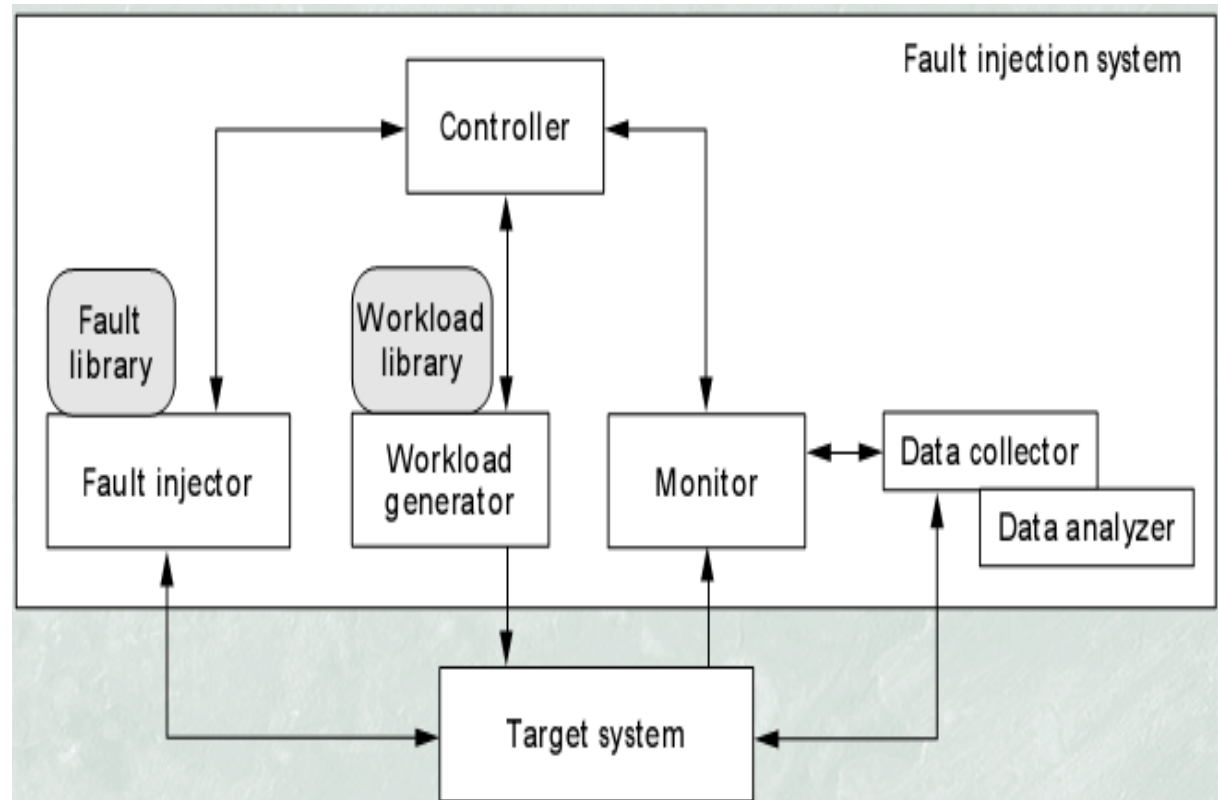 Fault injection system
Controller
Fault
library
Workload
library
Fault injector
Workload
generator
Monitor
Data collector
Data analyzer
Target system